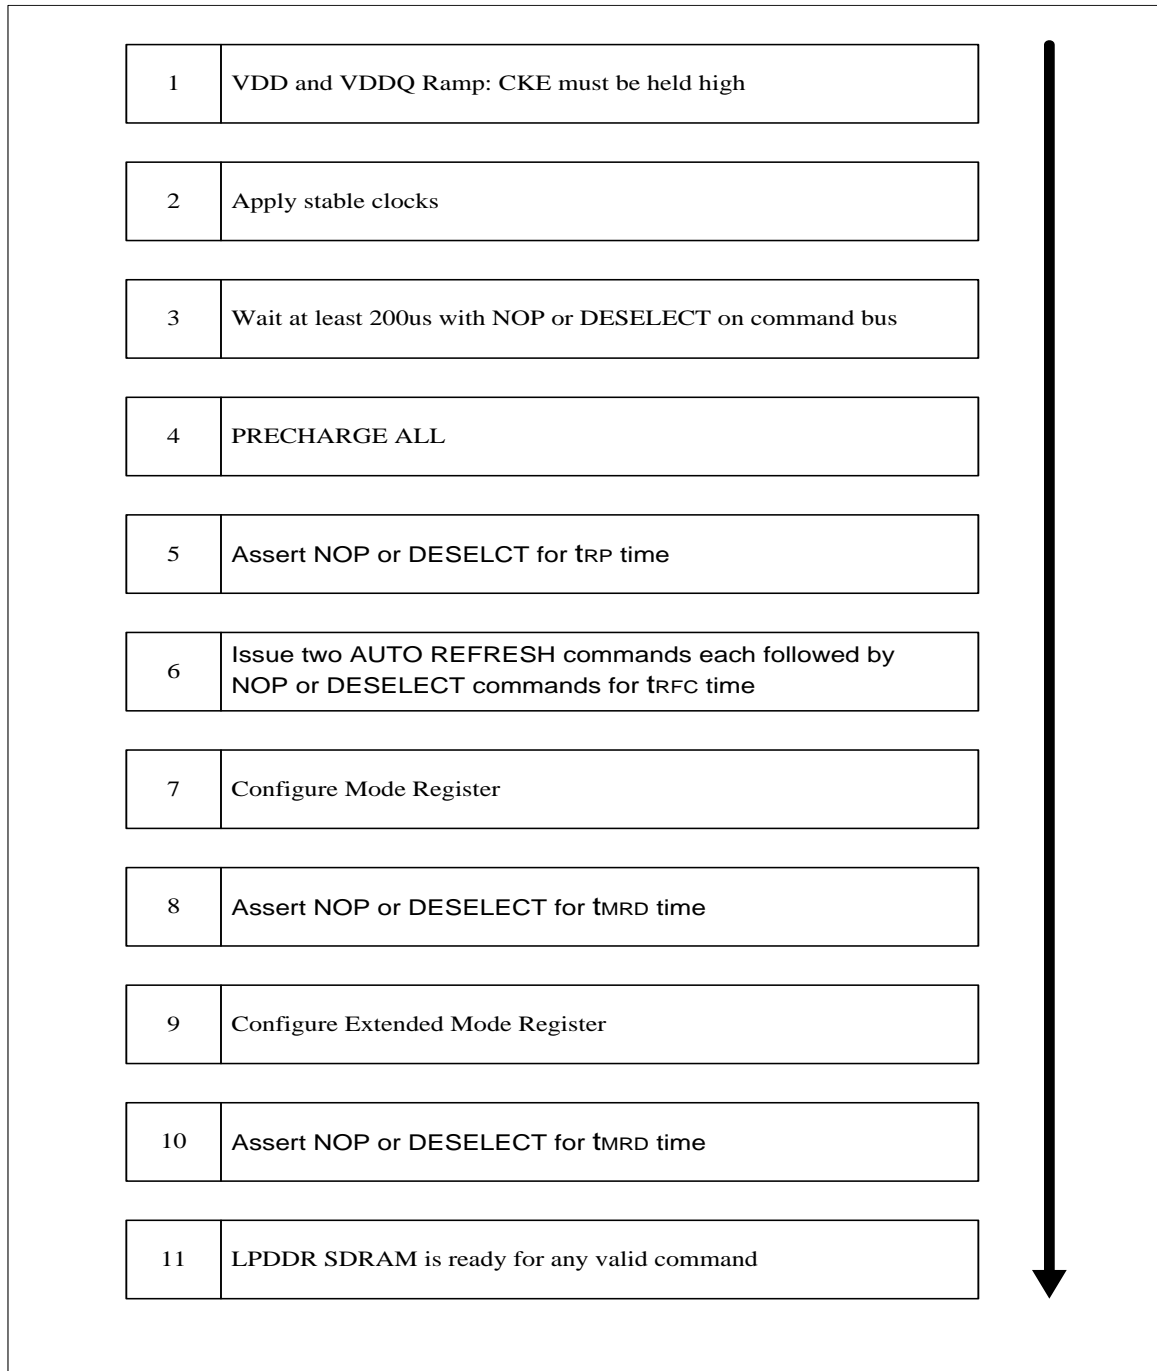 1 VDD and VDDQ Ramp: CKE must be held high
2 Apply stable clocks
3 Wait at least 200us with NOP or DESELECT on command bus
4 PRECHARGE ALL
5 Assert NOP or DESELCT for tRP time
6 Issue two AUTO REFRESH commands each followed by
NOP or DESELECT commands for tRFC time
7 Configure Mode Register
8 Assert NOP or DESELECT for tMRD time
9 Configure Extended Mode Register
10 Assert NOP or DESELECT for tMRD time
11 LPDDR SDRAM is ready for any valid command